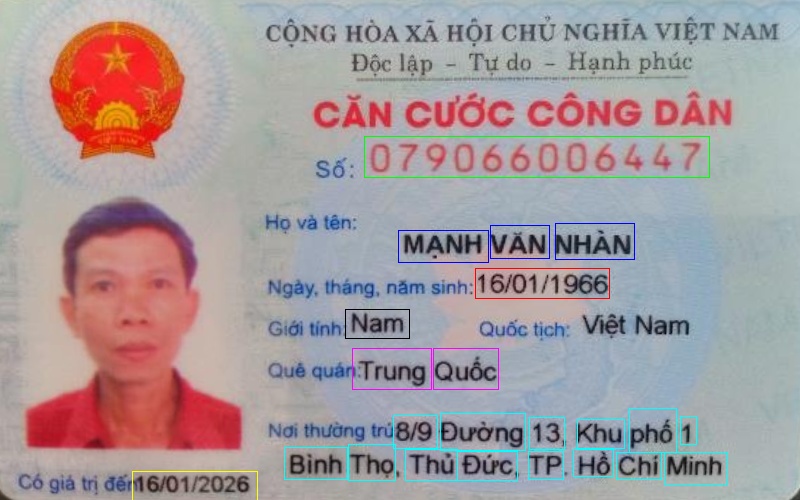 CỘNG HÒA XÃ HỘI CHỦ NGHĨA VIỆT NAM
Độc lập - Tự do - Hạnh phúc
CĂN CƯỚC CÔNG DÂN
Số: 079066006447
Họ và tên:
MẠNH VĂN NHÀN
Ngày, tháng, năm sinh: 16/01/1966
Giới tính: Nam Quốc tịch: Việt Nam
Quê quán: Trung Quốc
Nơi thường trú: 8/9 Đường 13, Khu phố 1
Bình Thọ, Thủ Đức, TP. Hồ Chí Minh
Có giá trị đến 16/01/2026